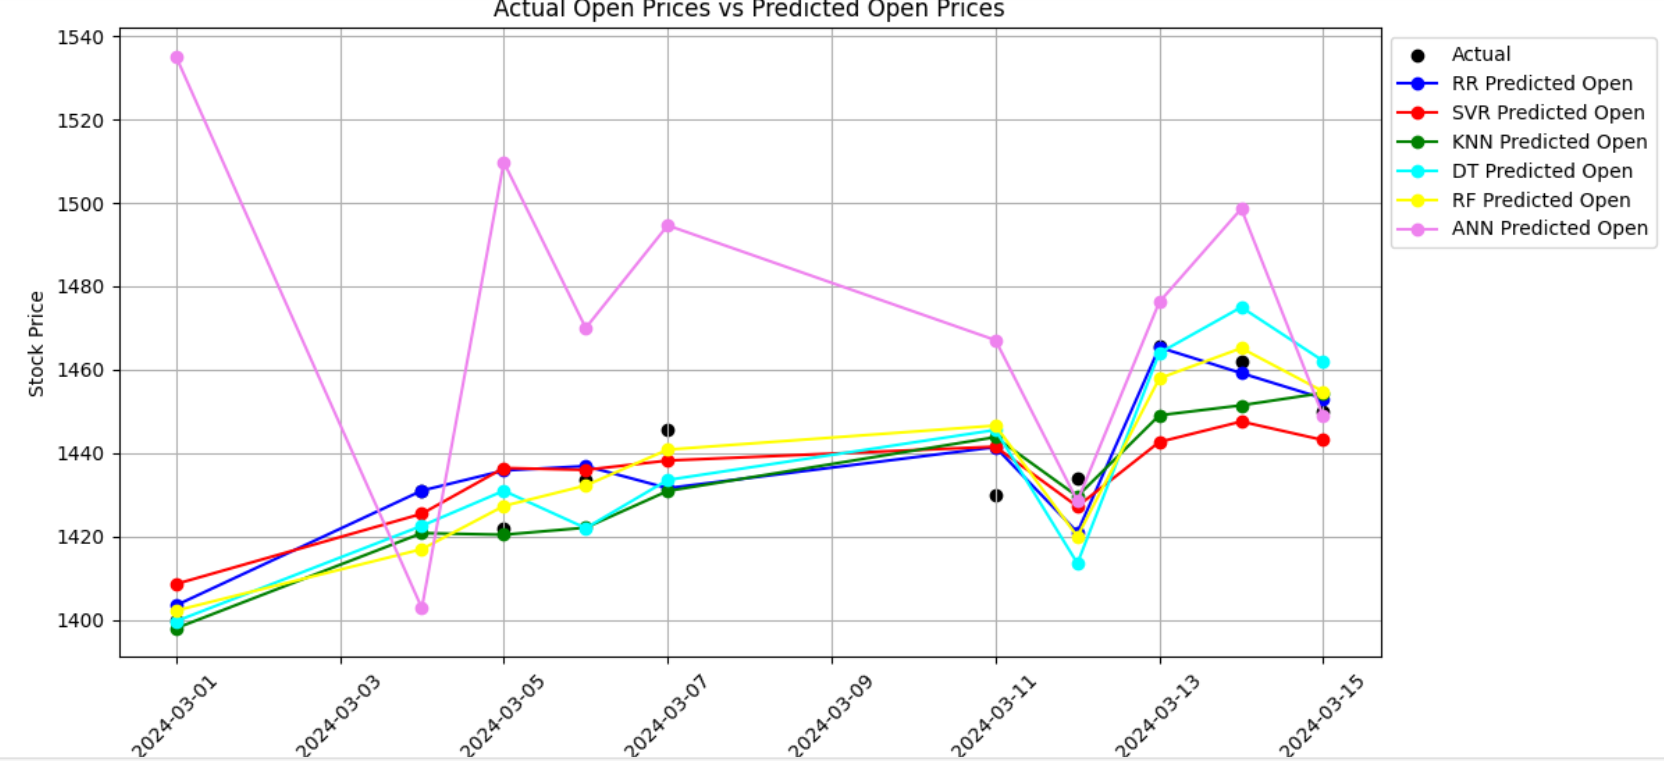 Actual Open Prices vs Predicted Open Prices
1540
1520
1500
1480
1460
1440
1420
1400
Stock Price
2024-03-01
2024-03-03
2024-03-05
2024-03-07
2024-03-09
2024-03-11
2024-03-13
2024-03-15
Actual
RR Predicted Open
SVR Predicted Open
KNN Predicted Open
DT Predicted Open
RF Predicted Open
ANN Predicted Open